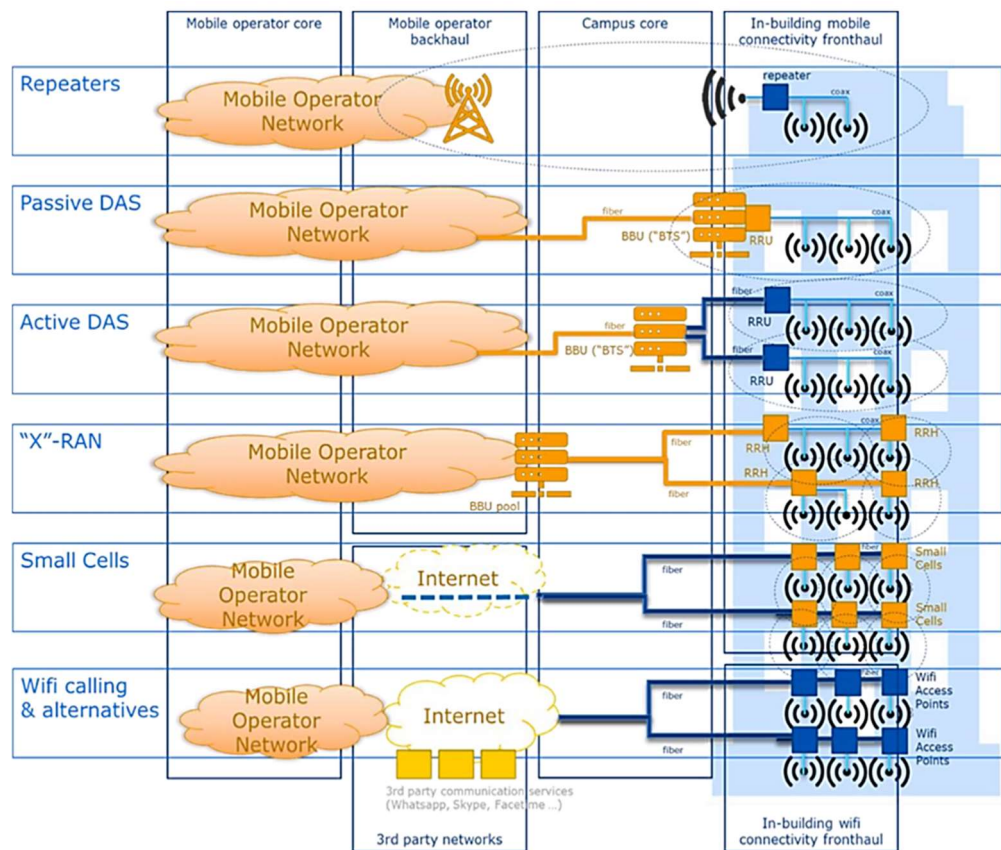 Mobile operator core
Mobile operator
backhaul
Campus core
In-building mobile
connectivity fronthaul
Repeaters
Mobile Operator
Network
repeater
coax
Passive DAS
Mobile Operator
Network
fiber
BBU ("BTS")
RRU
coax
Active DAS
Mobile Operator
Network
fiber
BBU ("BTS")
fiber
RRU
coax
fiber
RRU
coax
"X"-RAN
Mobile Operator
Network
BBU pool
fiber
fiber
RRH
coax
RRH
RRH
RRH
Small Cells
Mobile
Operator
Network
Internet
fiber
fiber
fiber
Small
Cells
Small
Cells
Wifi calling
& alternatives
Mobile
Operator
Network
Internet
3rd party communication services
(Whatsapp, Skype, Facetime ...)
fiber
fiber
fiber
Wifi
Access
Points
Wifi
Access
Points
3rd party networks
In-building wifi
connectivity fronthaul